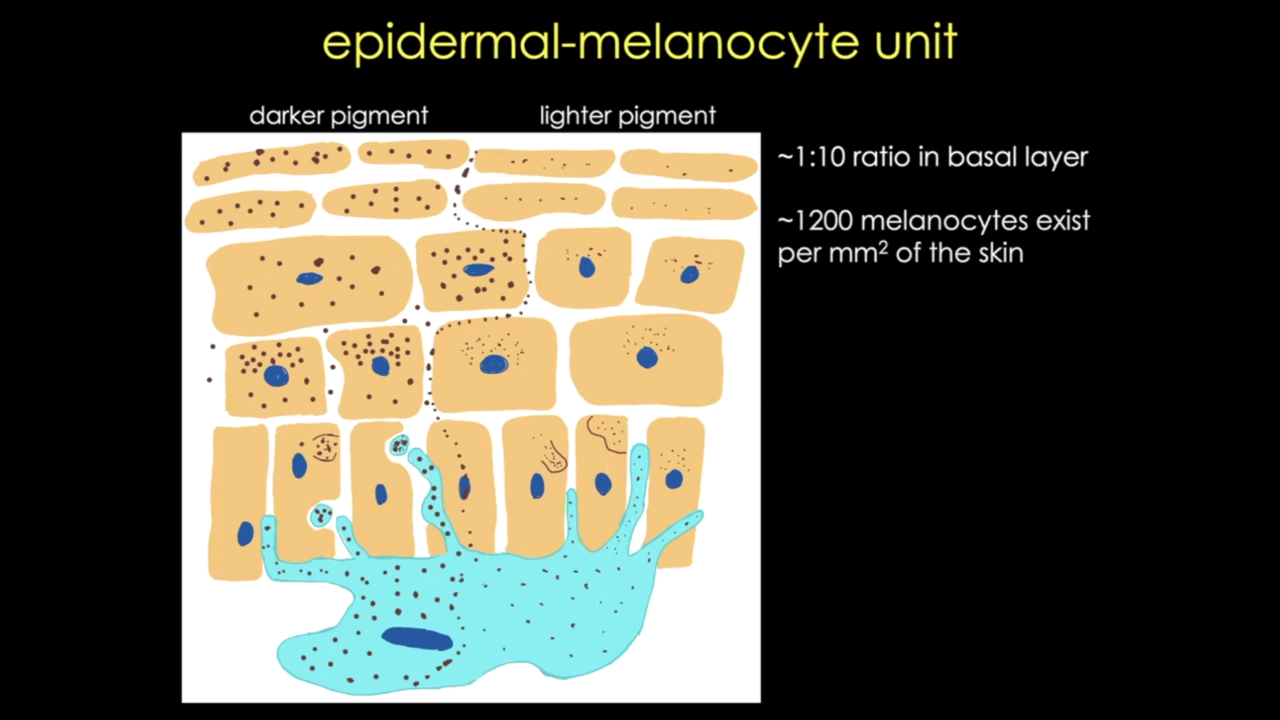 epidermal-melanocyte unit
darker pigment
lighter pigment
~1:10 ratio in basal layer
~1200 melanocytes exist
per mm² of the skin